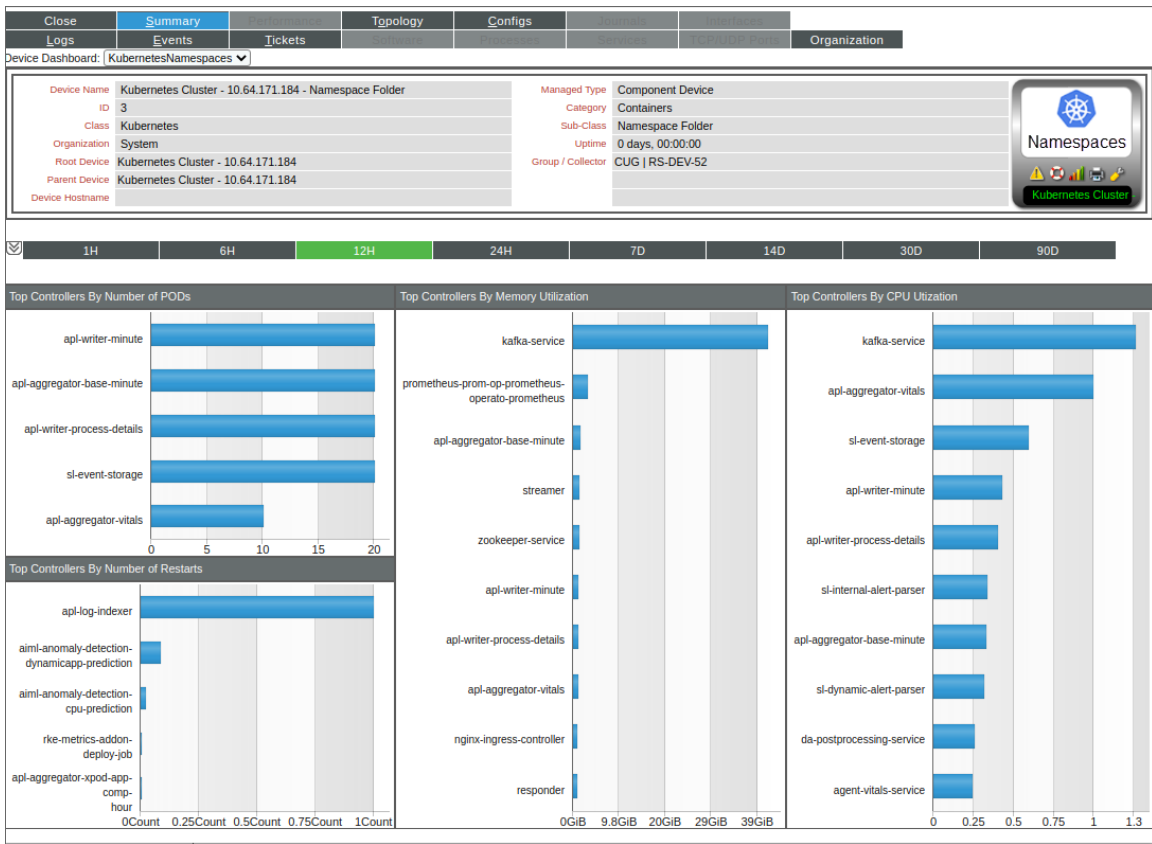 Close Summary Performance Topology Configs Journals Interfaces
Logs Events Tickets Software Processes Services TCP/UDP Ports Organization
Device Dashboard: KubernetesNamespaces
Device Name Kubernetes Cluster - 10.64.171.184 - Namespace Folder
ID 3
Class Kubernetes
Organization System
Root Device Kubernetes Cluster - 10.64.171.184
Parent Device Kubernetes Cluster - 10.64.171.184
Device Hostname
Managed Type Component Device
Category Containers
Sub-Class Namespace Folder
Uptime 0 days, 00:00:00
Group / Collector CUG | RS-DEV-52
Namespaces
Kubernetes Cluster
1H 6H 12H 24H 7D 14D 30D 90D
Top Controllers By Number of PODs
apl-writer-minute
apl-aggregator-base-minute
apl-writer-process-details
sl-event-storage
apl-aggregator-vitals
0 5 10 15 20
Top Controllers By Number of Restarts
apl-log-indexer
aiml-anomaly-detection-
dynamicapp-prediction
aiml-anomaly-detection-
cpu-prediction
rke-metrics-addon-
deploy-job
apl-aggregator-xpod-app-
comp-
hour
0Count 0.25Count 0.5Count 0.75Count 1Count
Top Controllers By Memory Utilization
kafka-service
prometheus-prom-op-prometheus-
operato-prometheus
apl-aggregator-base-minute
streamer
zookeeper-service
apl-writer-minute
apl-writer-process-details
apl-aggregator-vitals
nginx-ingress-controller
responder
0GiB 9.8GiB 20GiB 29GiB 39GiB
Top Controllers By CPU Utization
kafka-service
apl-aggregator-vitals
sl-event-storage
apl-writer-minute
apl-writer-process-details
sl-internal-alert-parser
apl-aggregator-base-minute
sl-dynamic-alert-parser
da-postprocessing-service
agent-vitals-service
0 0.25 0.5 0.75 1 1.3